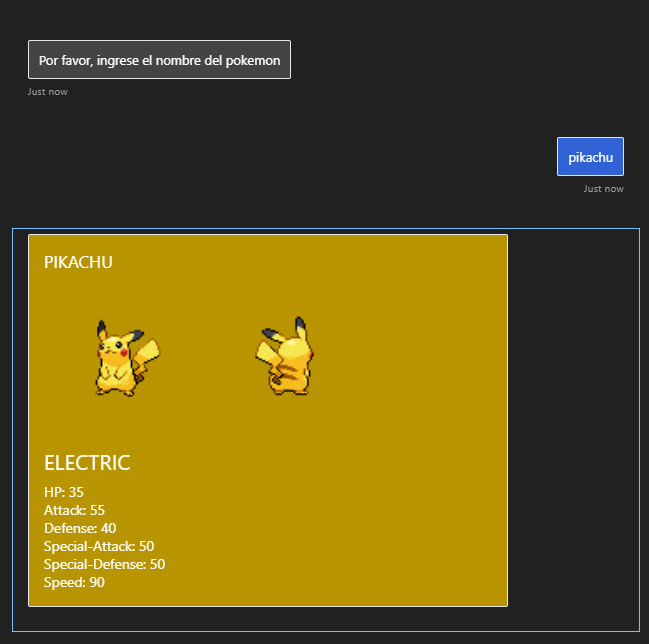 Por favor, ingrese el nombre del pokemon
Just now
pikachu
Just now
PIKACHU
ELECTRIC
HP: 35
Attack: 55
Defense: 40
Special-Attack: 50
Special-Defense: 50
Speed: 90